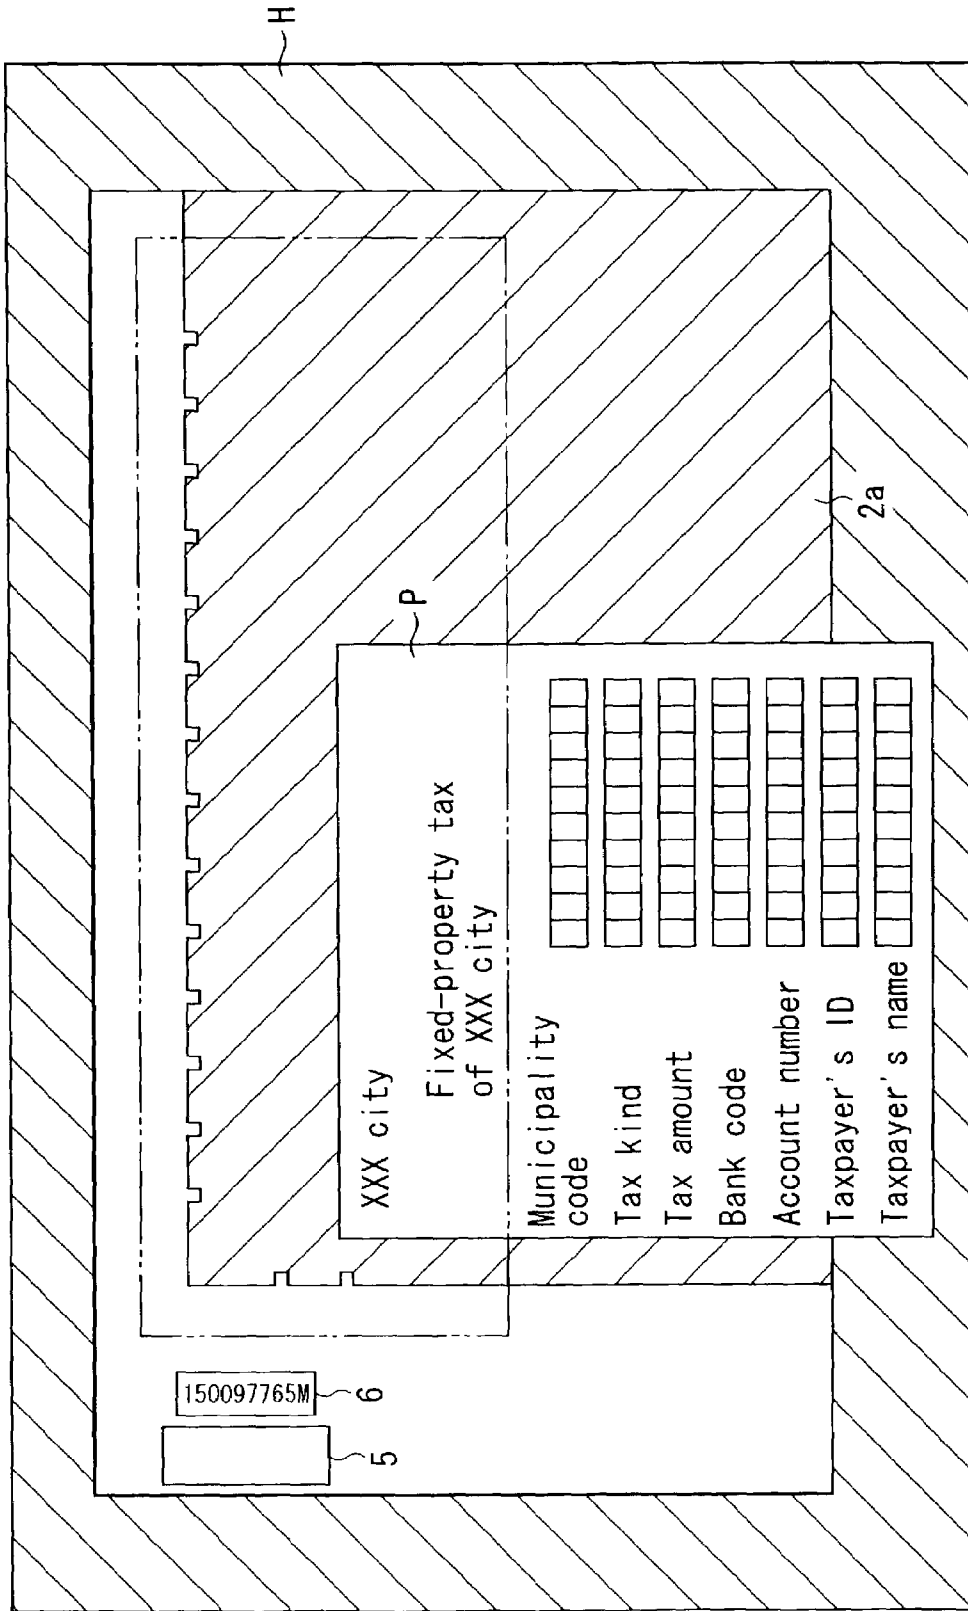 H
XXX city
Fixed-property tax
of XXX city
P
Municipality
code
Tax kind
Tax amount
Bank code
Account number
Taxpayer's ID
Taxpayer's name
2a
150097765M
6
5